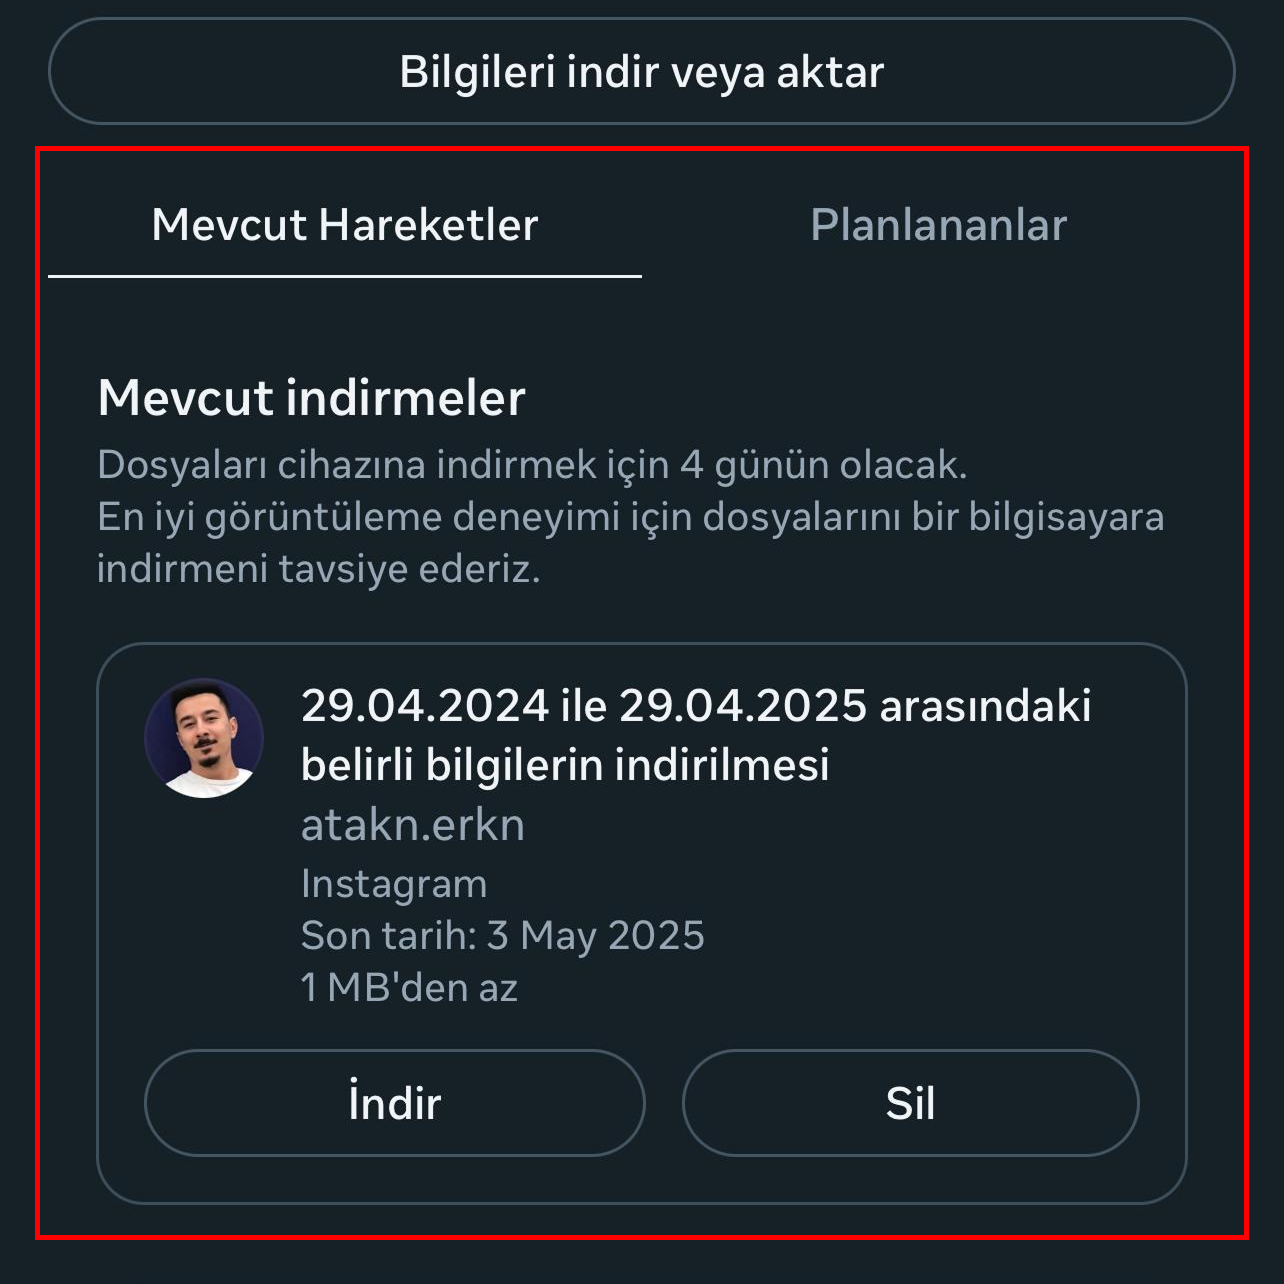 Bilgileri indir veya aktar
Mevcut Hareketler
Planlananlar
Mevcut indirmeler
Dosyaları cihazına indirmek için 4 günün olacak.
En iyi görüntüleme deneyimi için dosyalarını bir bilgisayara
indirmeni tavsiye ederiz.
29.04.2024 ile 29.04.2025 arasındaki
belirli bilgilerin indirilmesi
atakn.erkn
Instagram
Son tarih: 3 May 2025
1 MB'den az
İndir
Sil